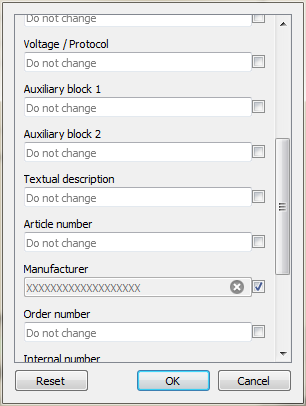 Do not change
Voltage / Protocol
Do not change
Auxiliary block 1
Do not change
Auxiliary block 2
Do not change
Textual description
Do not change
Article number
Do not change
Manufacturer
XXXXXXXXXXXXXXXXXXX
Order number
Do not change
Internal number
Reset
OK
Cancel